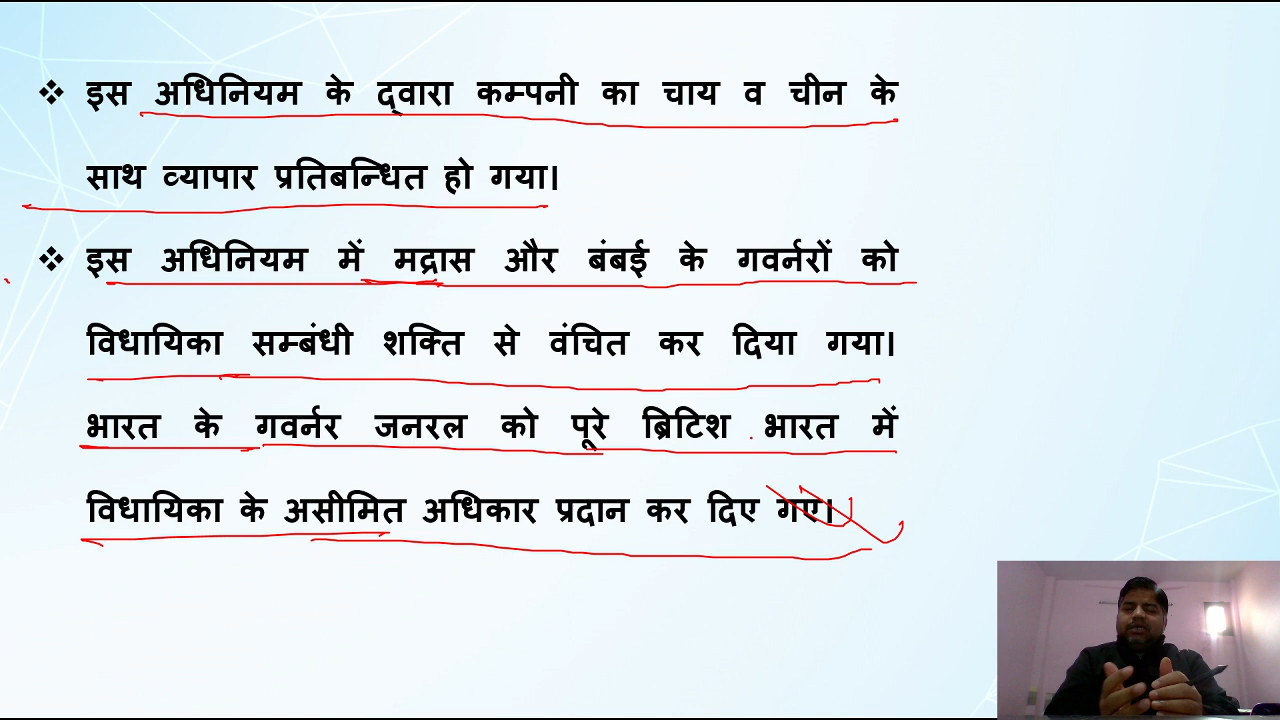 ❖ इस अधिनियम के द्वारा कम्पनी का चाय व चीन के
साथ व्यापार प्रतिबन्धित हो गया।
❖ इस अधिनियम में मद्रास और बंबई के गवर्नरों को
विधायिका सम्बंधी शक्ति से वंचित कर दिया गया।
भारत के गवर्नर जनरल को पूरे ब्रिटिश भारत में
विधायिका के असीमित अधिकार प्रदान कर दिए गए।